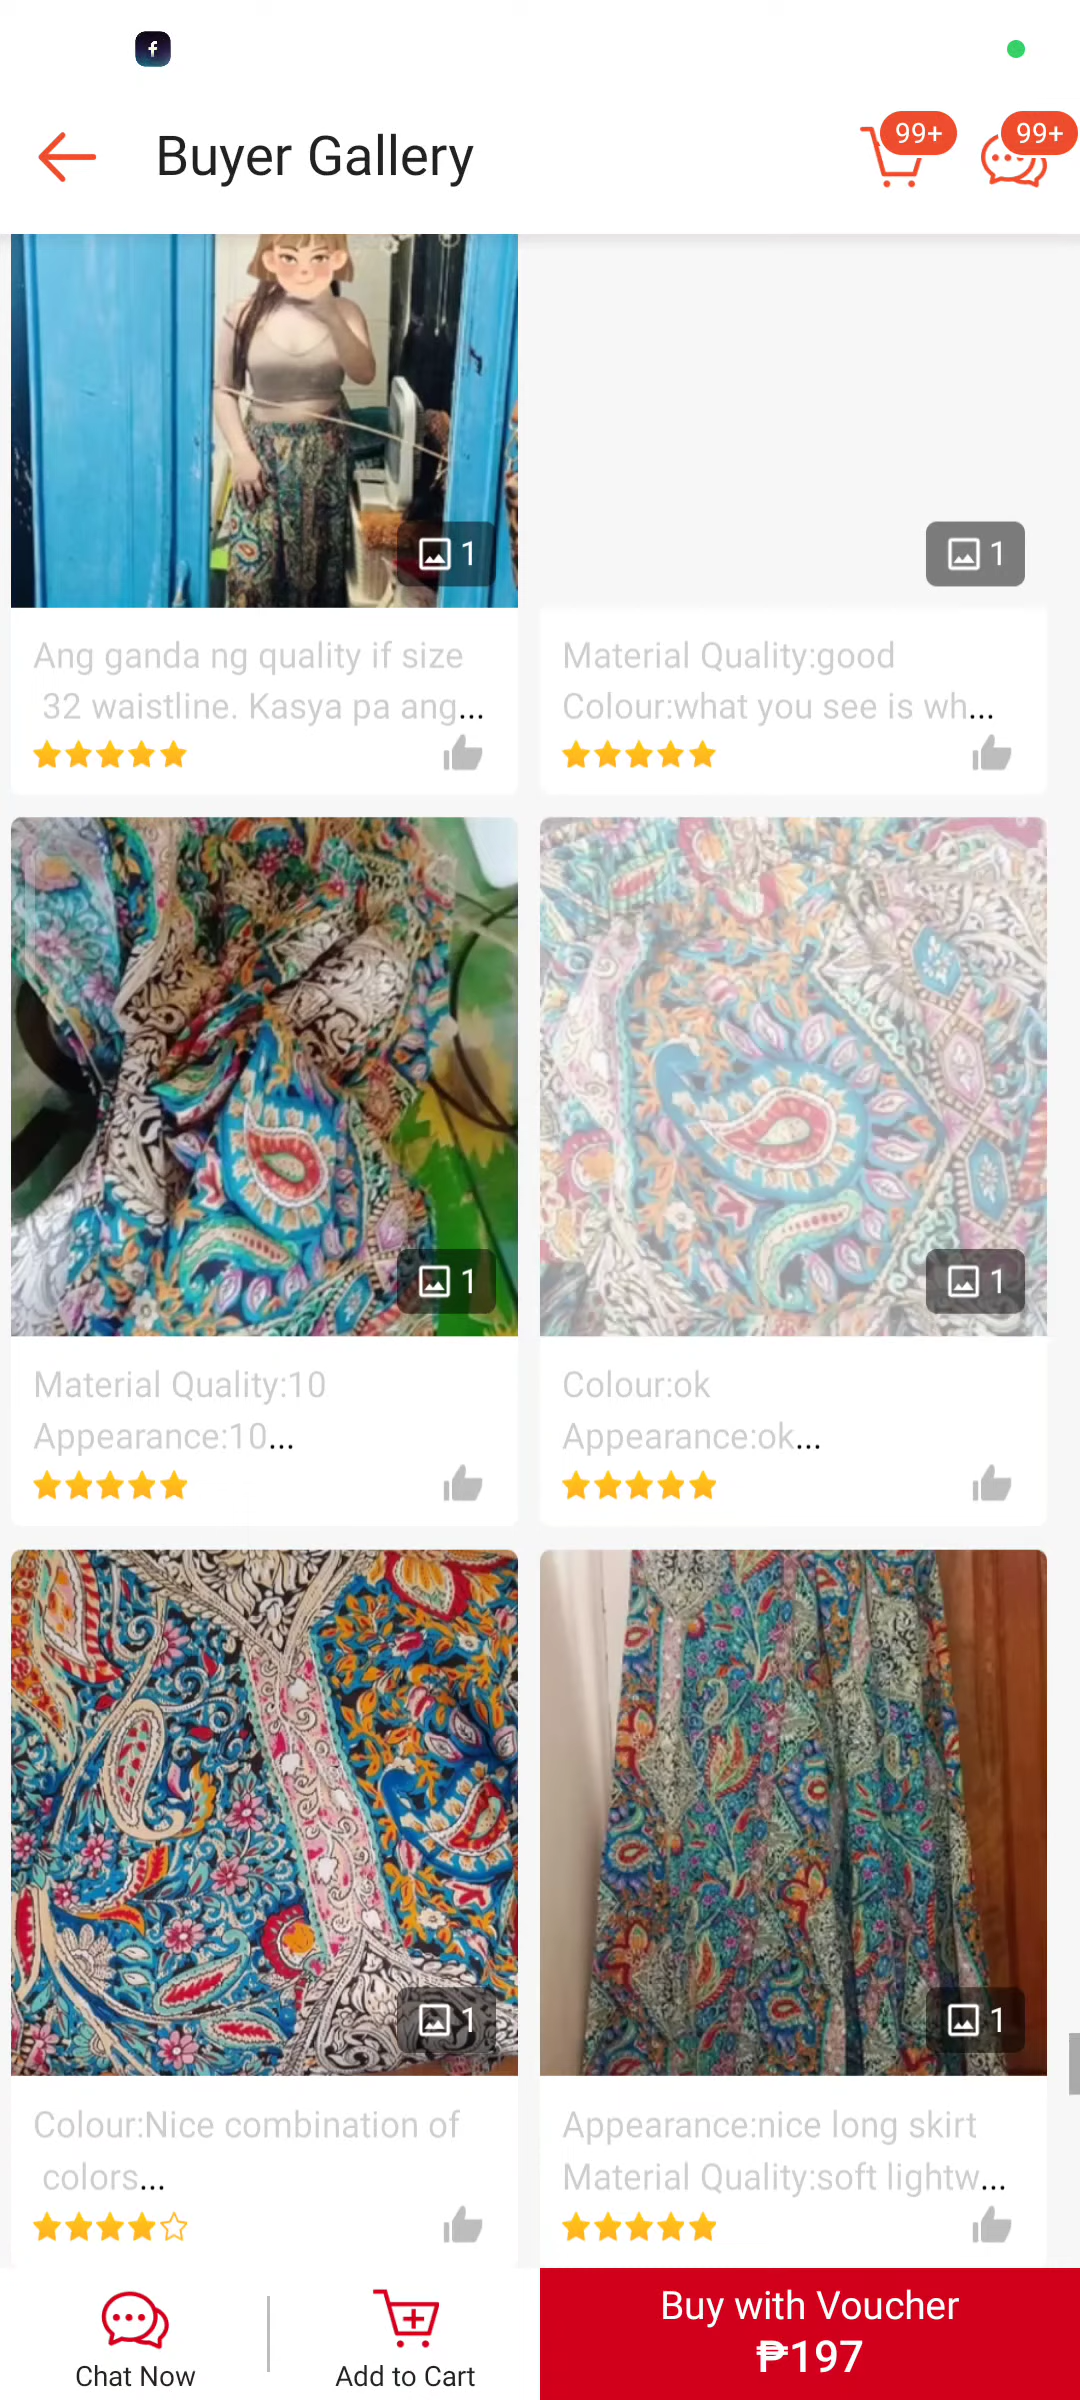 Buyer Gallery
99+
99+
1
1
Ang ganda ng quality if size
32 waistline. Kasya pa ang...
Material Quality:good
Colour:what you see is wh...
1
1
Material Quality:10
Appearance:10...
Colour:ok
Appearance:ok...
1
1
Colour:Nice combination of
colors...
Appearance:nice long skirt
Material Quality:soft lightw...
Chat Now
Add to Cart
Buy with Voucher
₱197